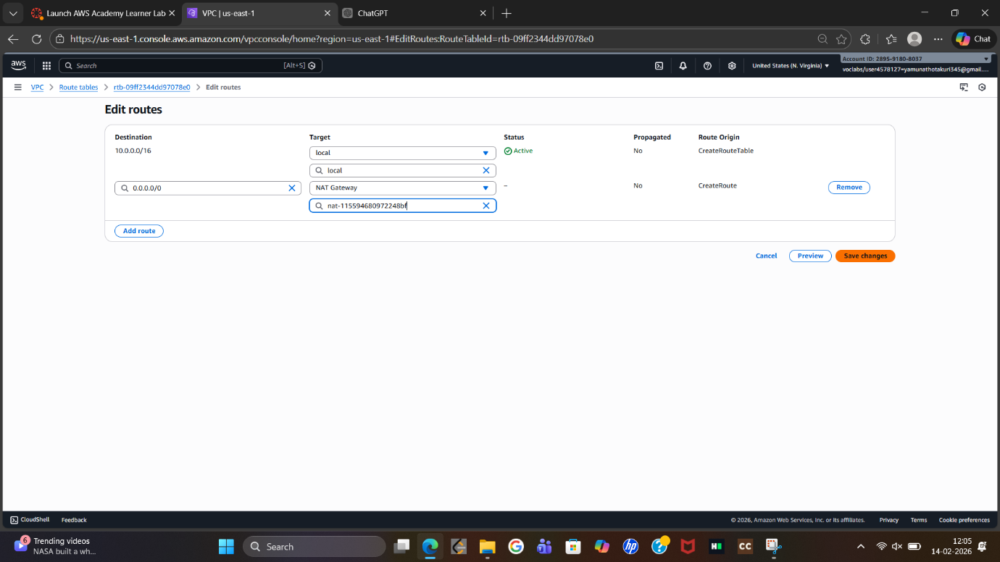 Launch AWS Academy Learner Lab
VPC | us-east-1
ChatGPT
https://us-east-1.console.aws.amazon.com/vpcconsole/home?region=us-east-1#EditRoutes:RouteTableId=rtb-09ff2344dd97078e0
Chat
aws
Search
[Alt+S]
United States (N. Virginia)
Account ID: 2895-9180-8037
voclabs/user4578127=yamunathotakuri345@gmail....
VPC
Route tables
rtb-09ff2344dd97078e0
Edit routes
Edit routes
Destination
Target
Status
Propagated
Route Origin
10.0.0.0/16
local
Active
No
CreateRouteTable
local
0.0.0.0/0
NAT Gateway
–
No
CreateRoute
Remove
nat-115594680972248bf
Add route
Cancel
Preview
Save changes
CloudShell
Feedback
© 2026, Amazon Web Services, Inc. or its affiliates.
Privacy
Terms
Cookie preferences
6
Trending videos
NASA built a wh...
Search
hp
CC
12:05
14-02-2026